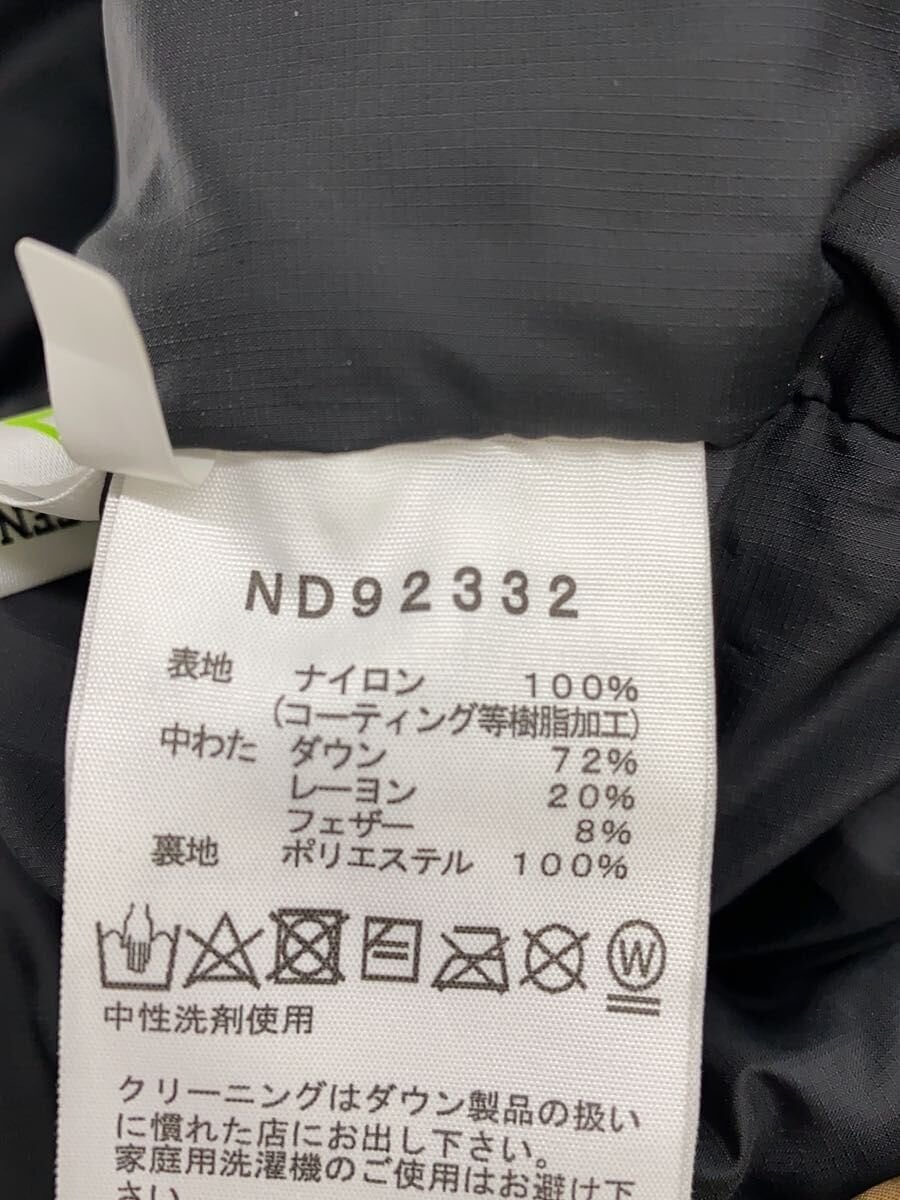 ND92332
表地 ナイロン 100%
(コーティング等樹脂加工)
中わた ダウン 72%
レーヨン 20%
フェザー 8%
裏地 ポリエステル 100%
W
中性洗剤使用
クリーニングはダウン製品の扱い
に慣れた店にお出し下さい。
家庭用洗濯機のご使用はお避け下
さい